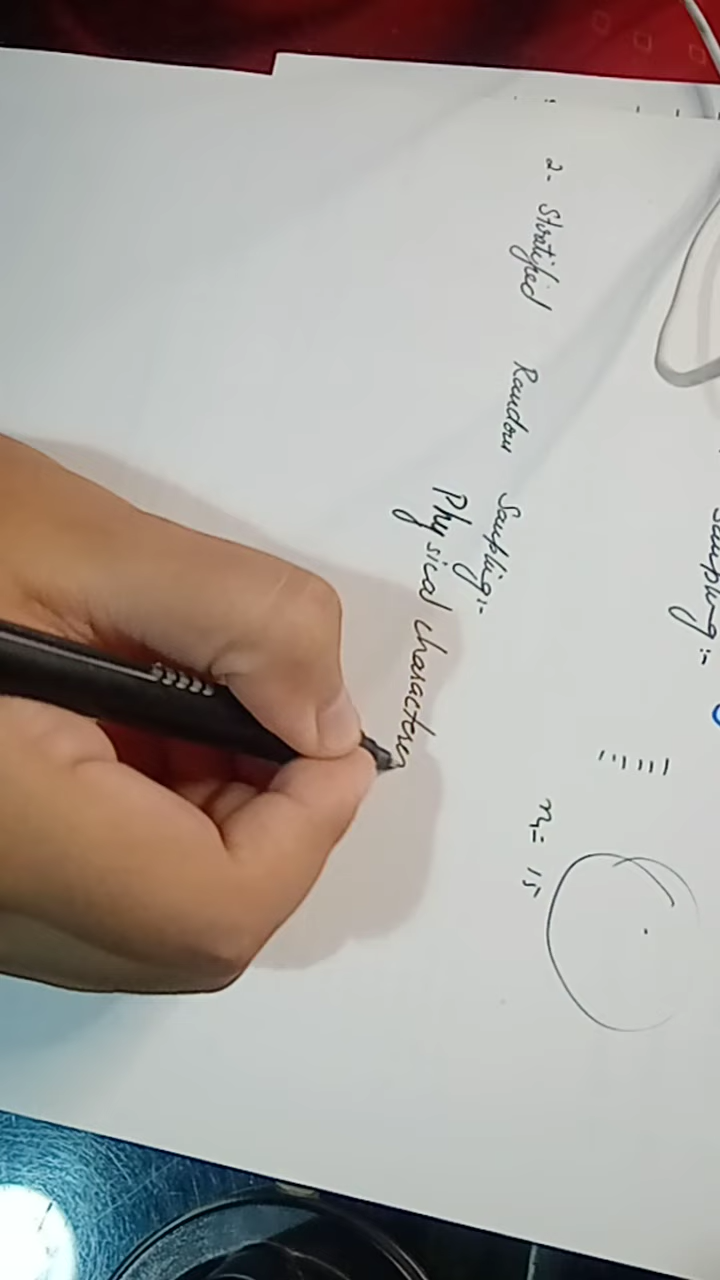 sampling:-
n= 15
2- Stratified Random Sampling:-
Physical character